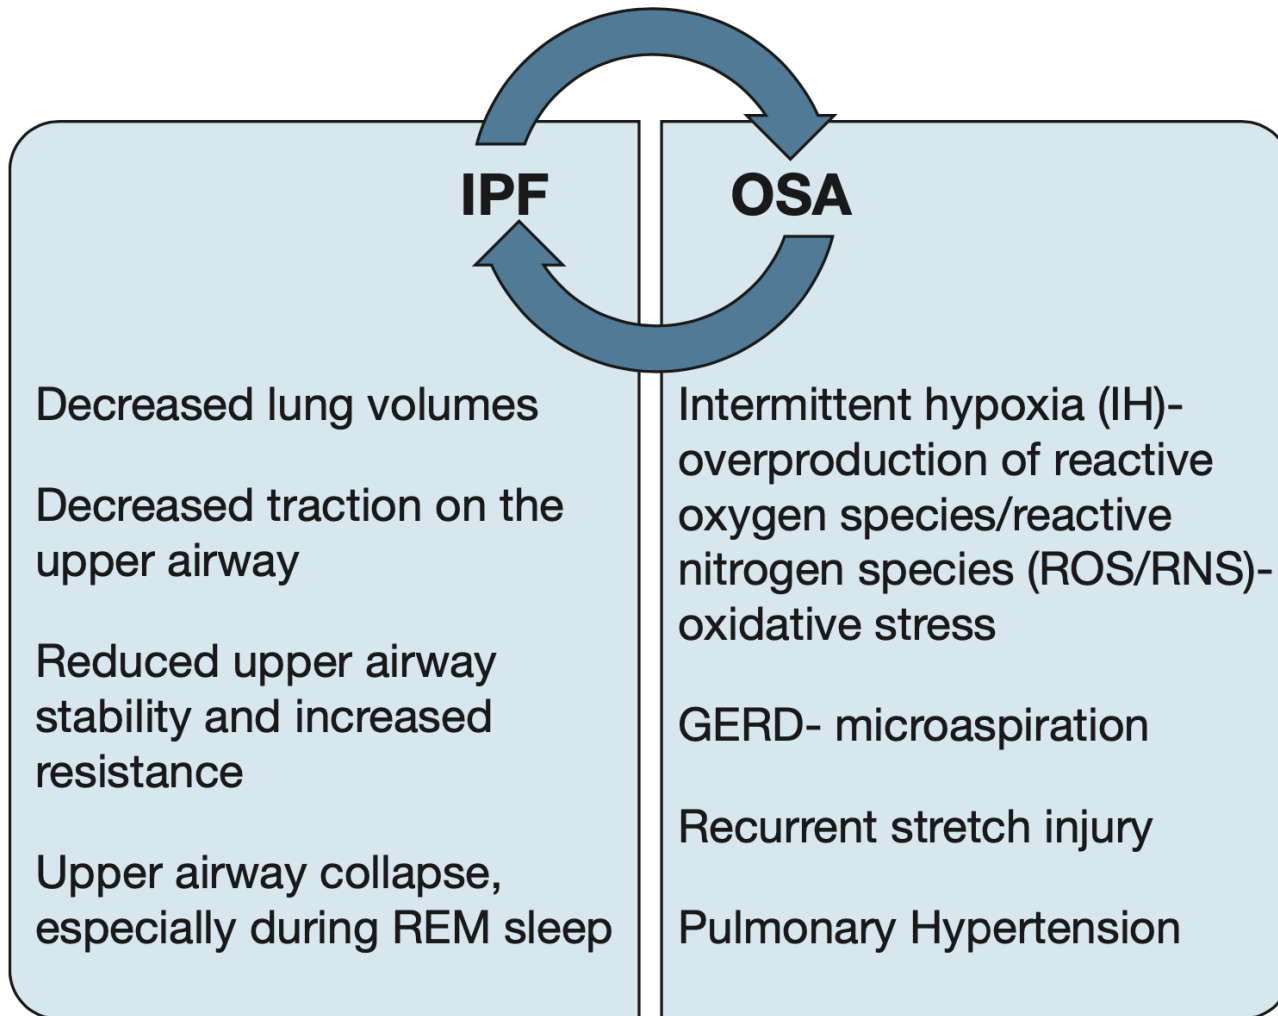 IPF
Decreased lung volumes
Decreased traction on the
upper airway
Reduced upper airway
stability and increased
resistance
Upper airway collapse,
especially during REM sleep
OSA
Intermittent hypoxia (IH)-
overproduction of reactive
oxygen species/reactive
nitrogen species (ROS/RNS)-
oxidative stress
GERD- microaspiration
Recurrent stretch injury
Pulmonary Hypertension